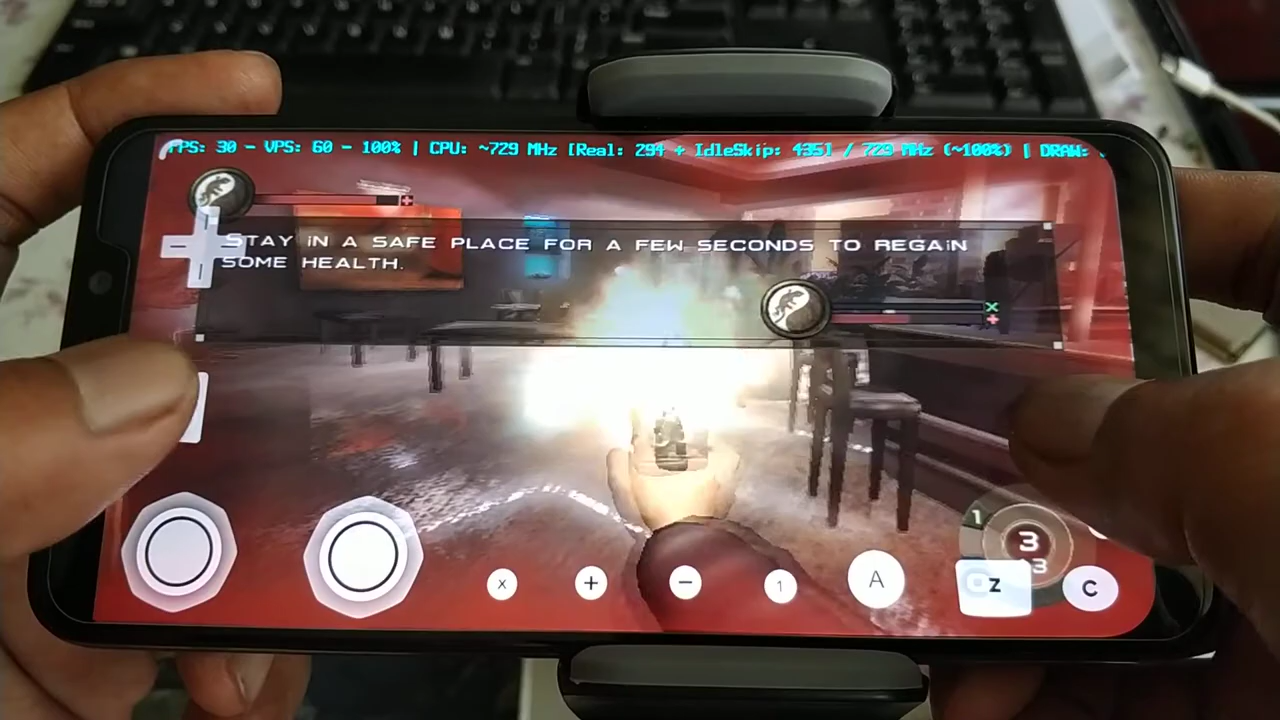 FPS: 30 - VPS: 60 - 100% | CPU: ~729 MHz [Real: 294 + IdleSkip: 435] / 729 MHz (~100%) | DRAW:
STAY IN A SAFE PLACE FOR A FEW SECONDS TO REGAIN
SOME HEALTH.
1
3
3
x
+
-
1
A
z
C